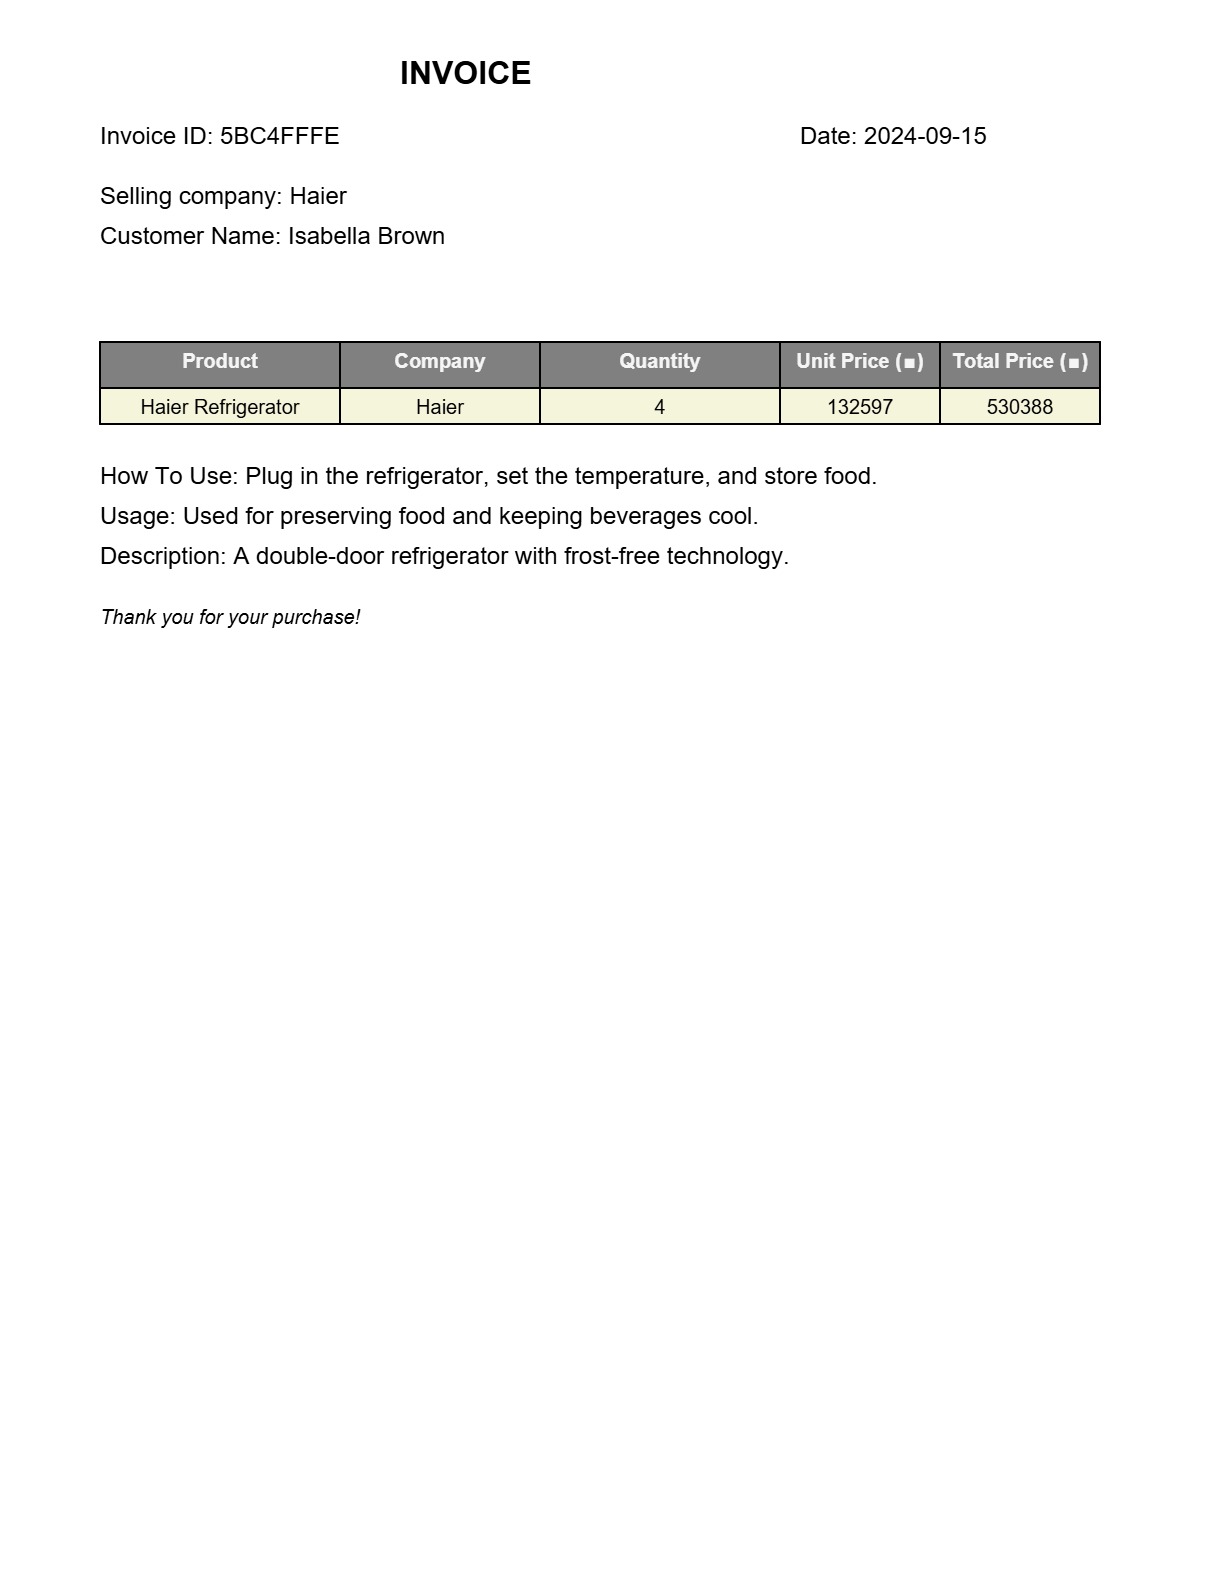 INVOICE
Invoice ID: 5BC4FFFE Date: 2024-09-15
Selling company: Haier
Customer Name: Isabella Brown
Product Company Quantity Unit Price (■) Total Price (■)
Haier Refrigerator Haier 4 132597 530388
How To Use: Plug in the refrigerator, set the temperature, and store food.
Usage: Used for preserving food and keeping beverages cool.
Description: A double-door refrigerator with frost-free technology.
Thank you for your purchase!